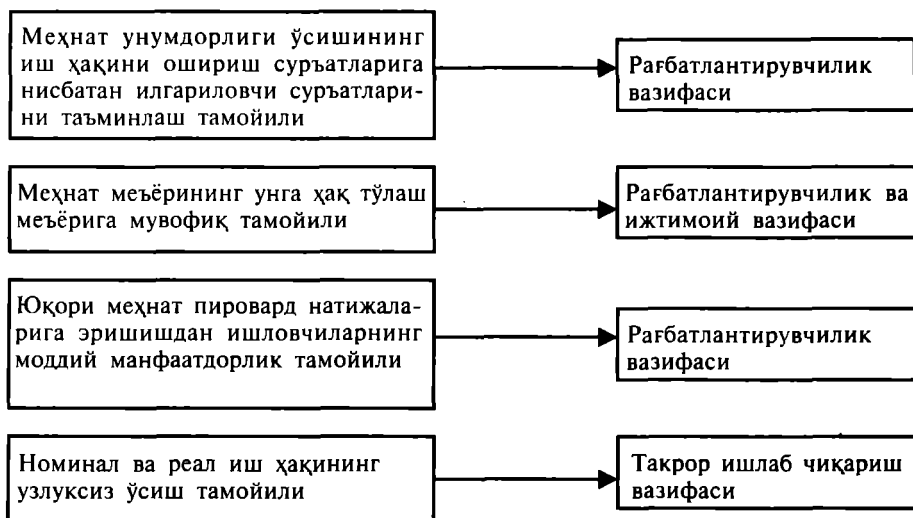 Меҳнат унумдорлиги ўсишининг
иш ҳақини ошириш суръатларига
нисбатан илгариловчи суръатлари-
ни таъминлаш тамойили
Рағбатлантирувчилик
вазифаси
Меҳнат меъёрининг унга ҳақ тўлаш
меъёрига мувофиқ тамойили
Рағбатлантирувчилик ва
ижтимоий вазифаси
Юқори меҳнат пировард натижала-
рига эришишдан ишловчиларнинг
моддий манфаатдорлик тамойили
Рағбатлантирувчилик
вазифаси
Номинал ва реал иш ҳақининг
узлуксиз ўсиш тамойили
Такрор ишлаб чиқариш
вазифаси